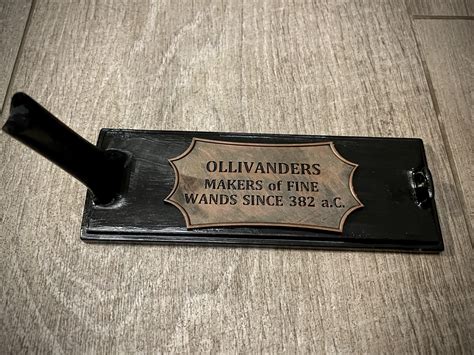 OLLIVANDERS
MAKERS of FINE
WANDS SINCE 382 a.C.